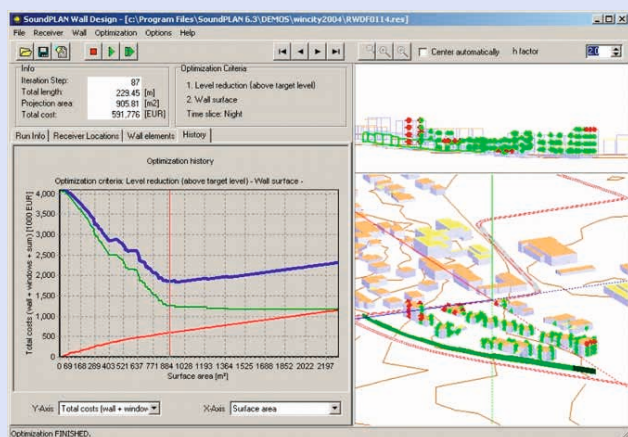 SoundPLAN Wall Design - [c:\Program Files\SoundPLAN 6.3\DEMOS\wincity2004\RWDF0114.res]
File Receiver Wall Optimization Options Help
Center automatically h factor 2.0
Info
Iteration Step: 87
Total length: 229.45 [m]
Projection area: 905.81 [m2]
Total cost: 591,776 [EUR]
Optimization Criteria
1. Level reduction (above target level)
2. Wall surface
Time slice: Night
Run Info Receiver Locations Wall elements History
Optimization history
Optimization criteria: Level reduction (above target level) - Wall surface -
Total costs (wall + windows + sum) [1000 EUR]
4,000
3,500
3,000
2,500
2,000
1,500
1,000
500
0
0 69 168 289 403 521 637 771 884 1028 1193 1364 1525 1688 1852 2022 2197
Surface area [m²]
Y-Axis Total costs (wall + window
X-Axis Surface area
Optimization FINISHED.